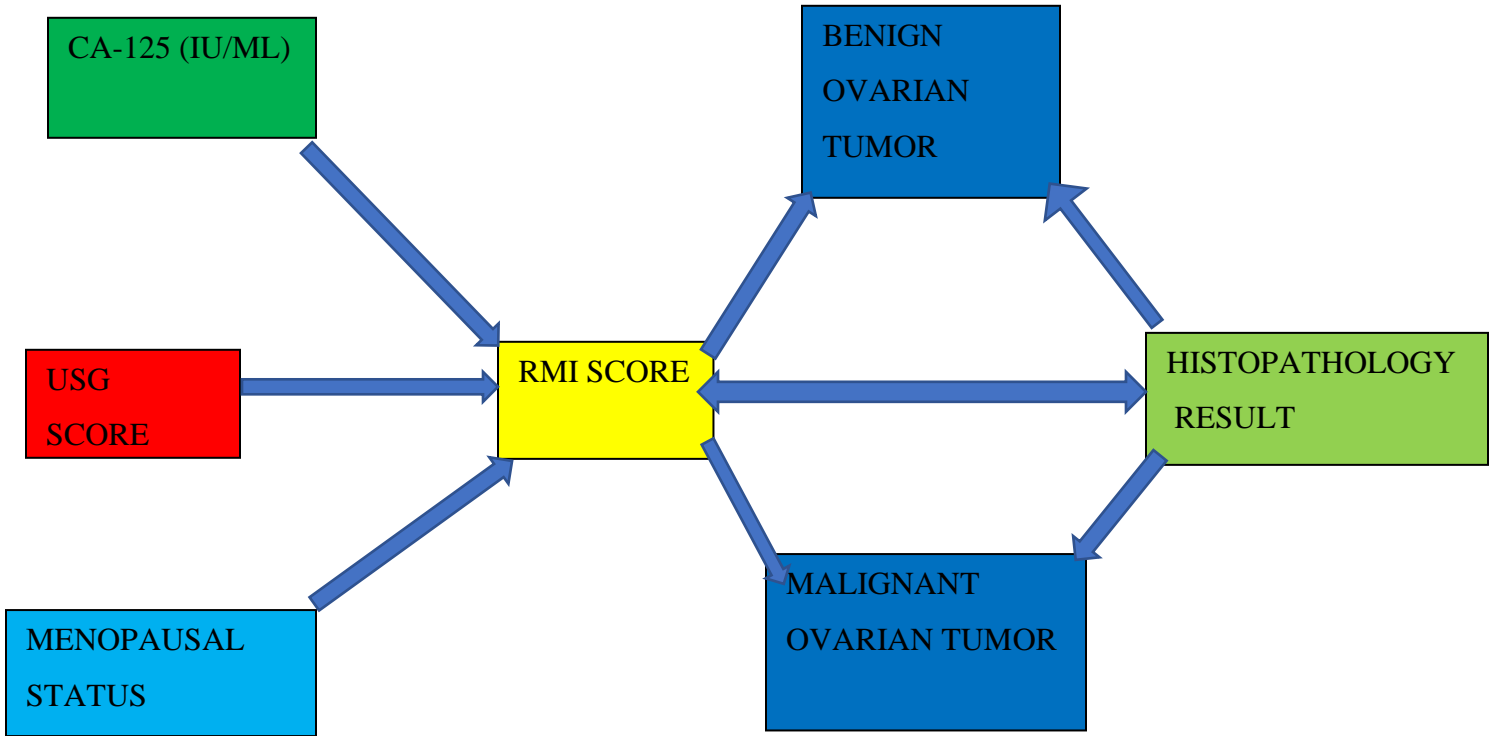 CA-125 (IU/ML)
BENIGN
OVARIAN
TUMOR
USG
SCORE
RMI SCORE
HISTOPATHOLOGY
RESULT
MENOPAUSAL
STATUS
MALIGNANT
OVARIAN TUMOR